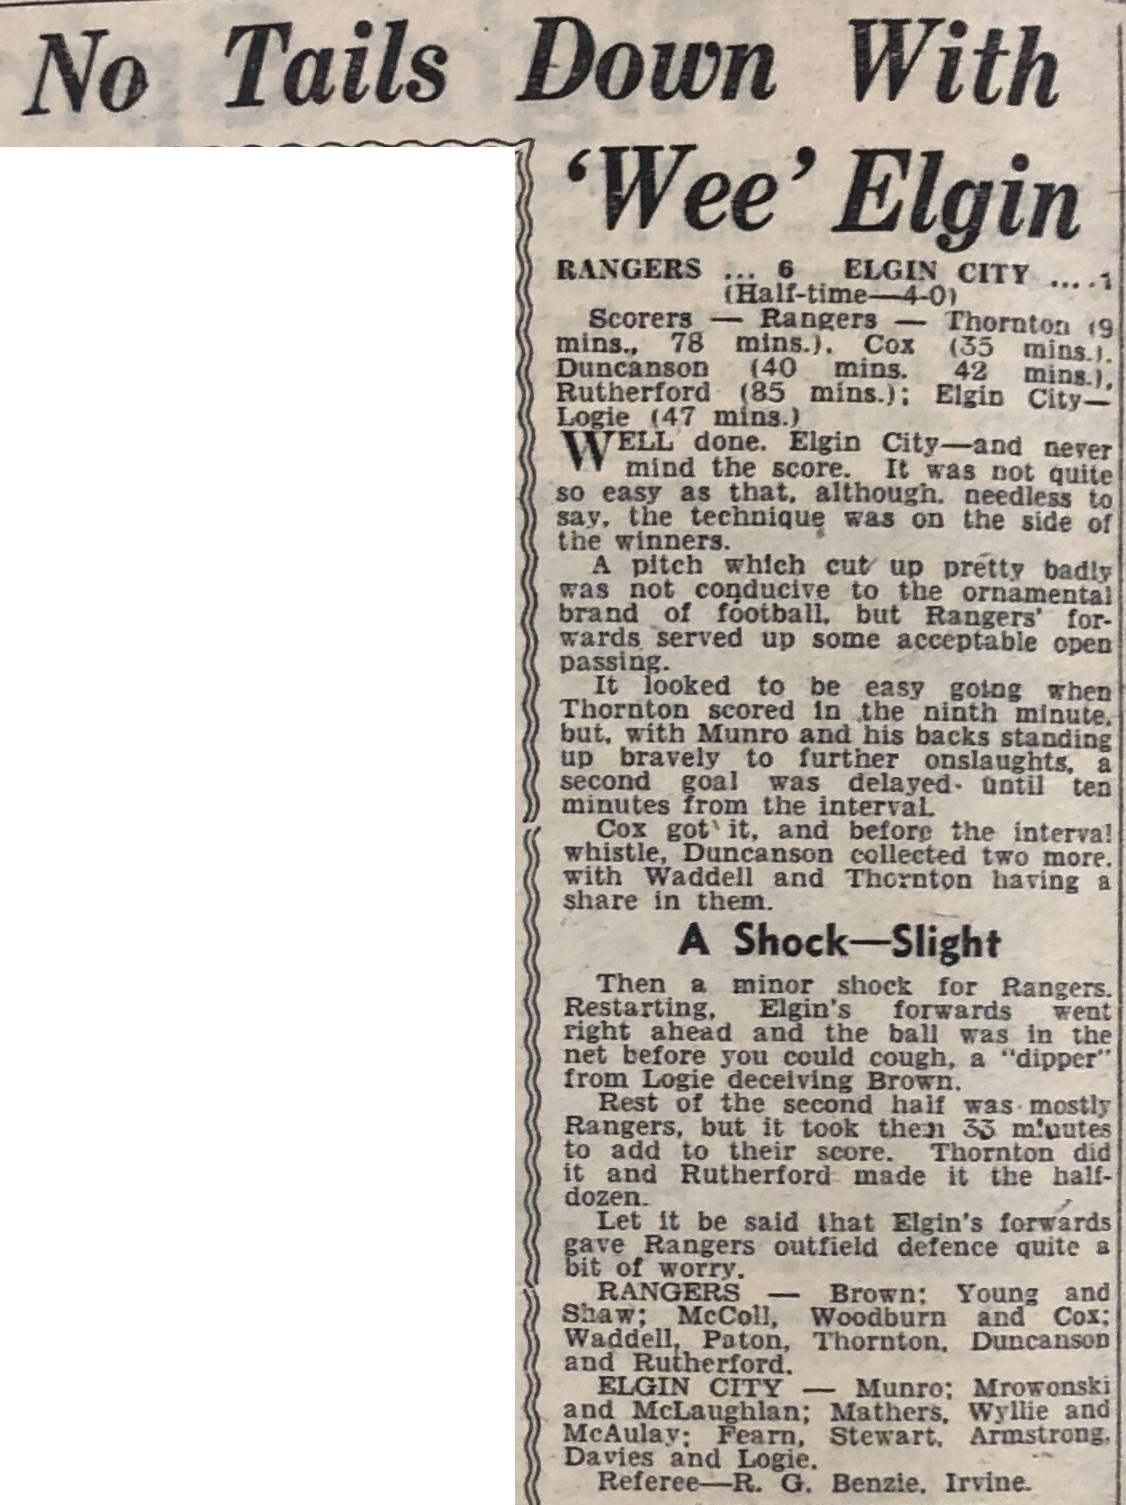 No Tails Down With
‘Wee’ Elgin
RANGERS ... 6 ELGIN CITY ....1
(Half-time—4-0)
Scorers — Rangers — Thornton (9
mins., 78 mins.), Cox (35 mins.),
Duncanson (40 mins. 42 mins.),
Rutherford (85 mins.); Elgin City—
Logie (47 mins.)
WELL done, Elgin City—and never
mind the score. It was not quite
so easy as that, although, needless to
say, the technique was on the side of
the winners.
A pitch which cut up pretty badly
was not conducive to the ornamental
brand of football, but Rangers' for-
wards served up some acceptable open
passing.
It looked to be easy going when
Thornton scored in the ninth minute,
but, with Munro and his backs standing
up bravely to further onslaughts, a
second goal was delayed until ten
minutes from the interval.
Cox got it, and before the interval
whistle, Duncanson collected two more,
with Waddell and Thornton having a
share in them.
A Shock—Slight
Then a minor shock for Rangers.
Restarting, Elgin's forwards went
right ahead and the ball was in the
net before you could cough, a "dipper"
from Logie deceiving Brown.
Rest of the second half was mostly
Rangers, but it took them 33 minutes
to add to their score. Thornton did
it and Rutherford made it the half-
dozen.
Let it be said that Elgin's forwards
gave Rangers outfield defence quite a
bit of worry.
RANGERS — Brown; Young and
Shaw; McColl, Woodburn and Cox;
Waddell, Paton, Thornton, Duncanson
and Rutherford.
ELGIN CITY — Munro; Mrowonski
and McLaughlan; Mathers, Wyllie and
McAulay; Fearn, Stewart, Armstrong,
Davies and Logie.
Referee—R. G. Benzie, Irvine.